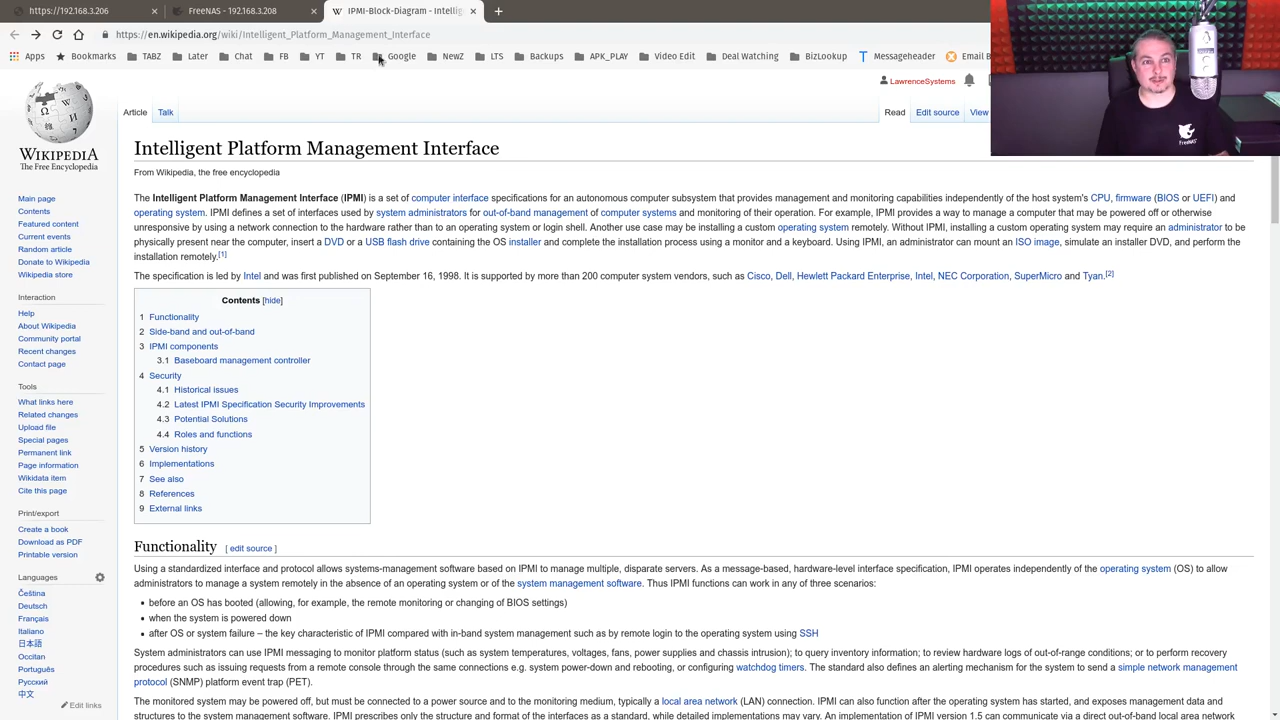 https://192.168.3.206
FreeNAS - 192.168.3.208
IPMI-Block-Diagram - Intellig
https://en.wikipedia.org/wiki/Intelligent_Platform_Management_Interface
Apps
Bookmarks
TABZ
Later
Chat
FB
YT
TR
Google
NewZ
LTS
Backups
APK_PLAY
Video Edit
Deal Watching
BizLookup
Messageheader
Email B
LawrenceSystems
Article
Talk
Read
Edit source
View
WIKIPEDIA
The Free Encyclopedia
Main page
Contents
Featured content
Current events
Random article
Donate to Wikipedia
Wikipedia store
Interaction
Help
About Wikipedia
Community portal
Recent changes
Contact page
Tools
What links here
Related changes
Upload file
Special pages
Permanent link
Page information
Wikidata item
Cite this page
Print/export
Create a book
Download as PDF
Printable version
Languages
Čeština
Deutsch
Français
Italiano
日本語
Occitan
Português
Русский
中文
Edit links
Intelligent Platform Management Interface
From Wikipedia, the free encyclopedia
The Intelligent Platform Management Interface (IPMI) is a set of computer interface specifications for an autonomous computer subsystem that provides management and monitoring capabilities independently of the host system's CPU, firmware (BIOS or UEFI) and
operating system. IPMI defines a set of interfaces used by system administrators for out-of-band management of computer systems and monitoring of their operation. For example, IPMI provides a way to manage a computer that may be powered off or otherwise
unresponsive by using a network connection to the hardware rather than to an operating system or login shell. Another use case may be installing a custom operating system remotely. Without IPMI, installing a custom operating system may require an administrator to be
physically present near the computer, insert a DVD or a USB flash drive containing the OS installer and complete the installation process using a monitor and a keyboard. Using IPMI, an administrator can mount an ISO image, simulate an installer DVD, and perform the
installation remotely.[1]
The specification is led by Intel and was first published on September 16, 1998. It is supported by more than 200 computer system vendors, such as Cisco, Dell, Hewlett Packard Enterprise, Intel, NEC Corporation, SuperMicro and Tyan.[2]
Contents [hide]
1 Functionality
2 Side-band and out-of-band
3 IPMI components
3.1 Baseboard management controller
4 Security
4.1 Historical issues
4.2 Latest IPMI Specification Security Improvements
4.3 Potential Solutions
4.4 Roles and functions
5 Version history
6 Implementations
7 See also
8 References
9 External links
Functionality [ edit source ]
Using a standardized interface and protocol allows systems-management software based on IPMI to manage multiple, disparate servers. As a message-based, hardware-level interface specification, IPMI operates independently of the operating system (OS) to allow
administrators to manage a system remotely in the absence of an operating system or of the system management software. Thus IPMI functions can work in any of three scenarios:
• before an OS has booted (allowing, for example, the remote monitoring or changing of BIOS settings)
• when the system is powered down
• after OS or system failure – the key characteristic of IPMI compared with in-band system management such as by remote login to the operating system using SSH
System administrators can use IPMI messaging to monitor platform status (such as system temperatures, voltages, fans, power supplies and chassis intrusion); to query inventory information; to review hardware logs of out-of-range conditions; or to perform recovery
procedures such as issuing requests from a remote console through the same connections e.g. system power-down and rebooting, or configuring watchdog timers. The standard also defines an alerting mechanism for the system to send a simple network management
protocol (SNMP) platform event trap (PET).
The monitored system may be powered off, but must be connected to a power source and to the monitoring medium, typically a local area network (LAN) connection. IPMI can also function after the operating system has started, and exposes management data and
structures to the system management software. IPMI prescribes only the structure and format of the interfaces as a standard, while detailed implementations may vary. An implementation of IPMI version 1.5 can communicate via a direct out-of-band local area network
FreeNAS